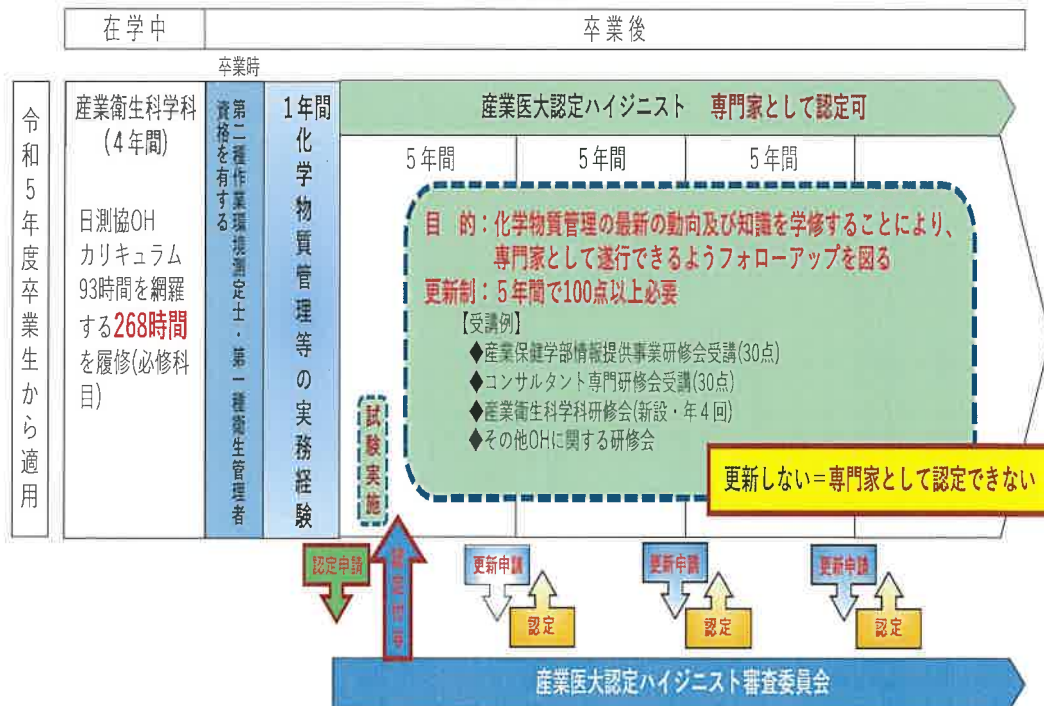 在学中
卒業後
卒業時
令和5年度卒業生から適用
産業衛生科学科
(4年間)
日測協OH
カリキュラム
93時間を網羅
する268時間
を履修(必修科
目)
第二種作業環境測定士・第一種衛生管理者
資格を有する
1年間
化学物質管理等の実務経験
産業医大認定ハイジニスト 専門家として認定可
5年間
5年間
5年間
目 的：化学物質管理の最新の動向及び知識を学修することにより、
専門家として遂行できるようフォローアップを図る
更新制：5年間で100点以上必要
【受講例】
◆産業保健学部情報提供事業研修会受講(30点)
◆コンサルタント専門研修会受講(30点)
◆産業衛生科学科研修会(新設・年4回)
◆その他OHに関する研修会
試験実施
更新しない＝専門家として認定できない
認定申請
認定付与
更新申請
認定
更新申請
認定
更新申請
認定
産業医大認定ハイジニスト審査委員会